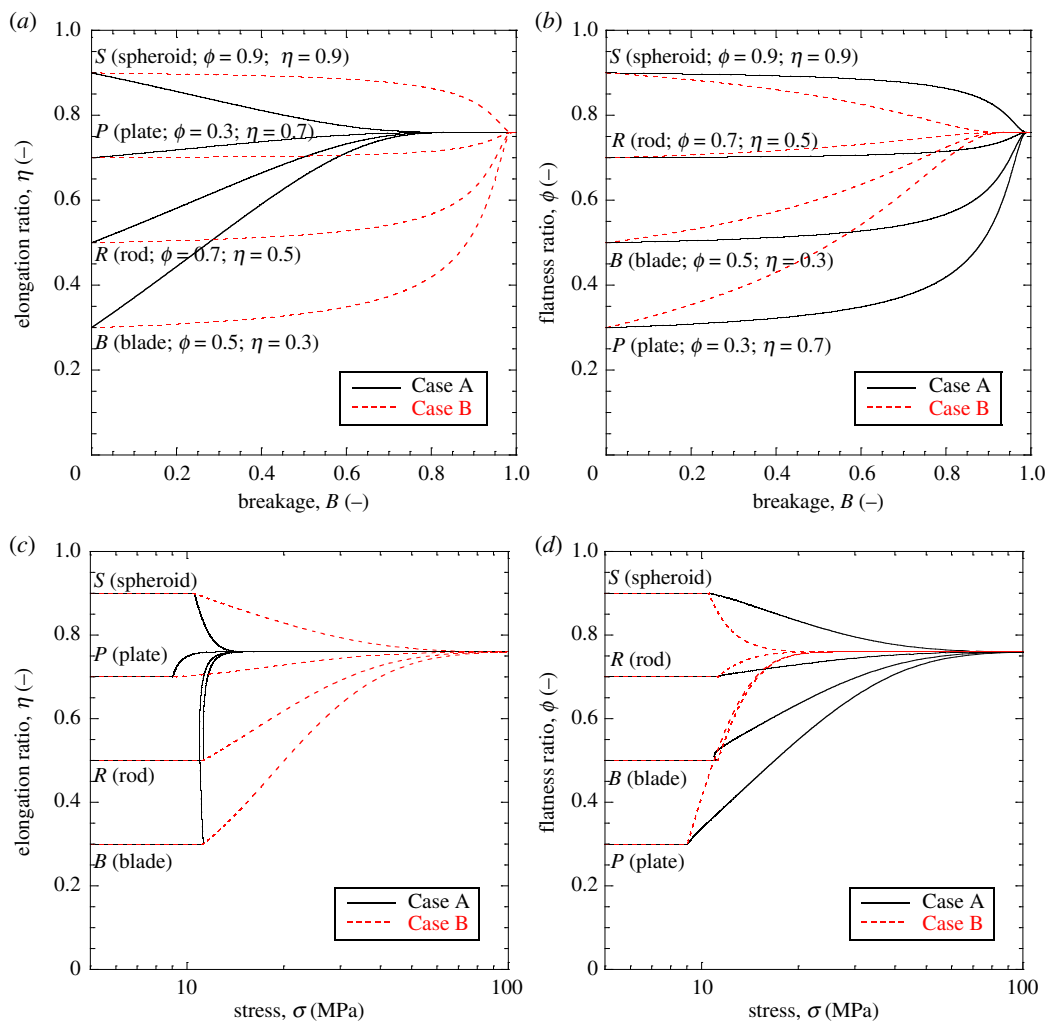 (a)
1.0
S (spheroid; ϕ = 0.9; η = 0.9)
0.8
P (plate; ϕ = 0.3; η = 0.7)
0.6
R (rod; ϕ = 0.7; η = 0.5)
0.4
B (blade; ϕ = 0.5; η = 0.3)
0.2
Case A
Case B
0 0.2 0.4 0.6 0.8 1.0
elongation ratio, η (–)
breakage, B (–)
(b)
1.0
S (spheroid; ϕ = 0.9; η = 0.9)
0.8
R (rod; ϕ = 0.7; η = 0.5)
0.6
B (blade; ϕ = 0.5; η = 0.3)
0.4
P (plate; ϕ = 0.3; η = 0.7)
0.2
Case A
Case B
0 0.2 0.4 0.6 0.8 1.0
flatness ratio, ϕ (–)
breakage, B (–)
(c)
1.0
S (spheroid)
0.8
P (plate)
0.6
R (rod)
0.4
B (blade)
0.2
Case A
Case B
0
10 100
elongation ratio, η (–)
stress, σ (MPa)
(d)
1.0
S (spheroid)
0.8
R (rod)
0.6
B (blade)
0.4
P (plate)
0.2
Case A
Case B
0
10 100
flatness ratio, ϕ (–)
stress, σ (MPa)